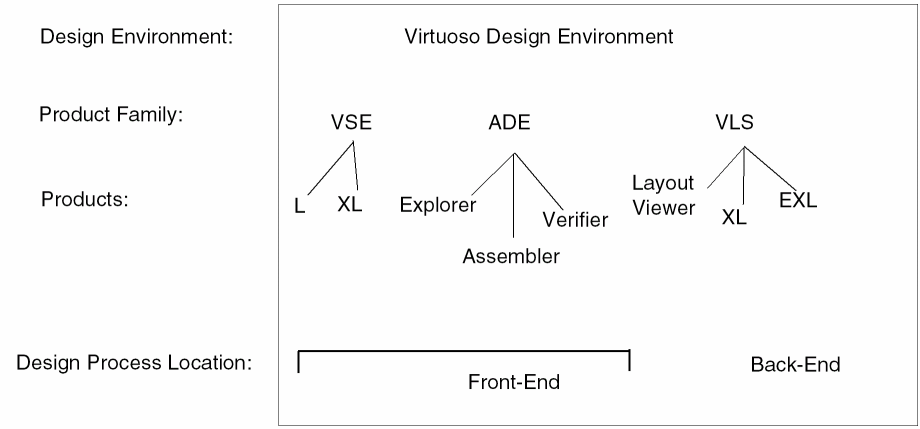 Design Environment: Virtuoso Design Environment
Product Family: VSE ADE VLS
Products: L XL Explorer Assembler Verifier Layout Viewer XL EXL
Design Process Location: Front-End Back-End